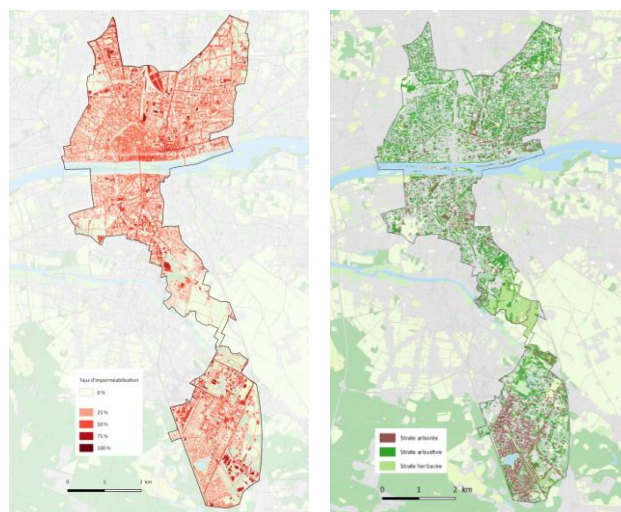 Taux d'imperméabilisation
0 %
25 %
50 %
75 %
100 %
0 1 2 km
Strate arborée
Strate arbustive
Strate herbacée
0 1 2 km